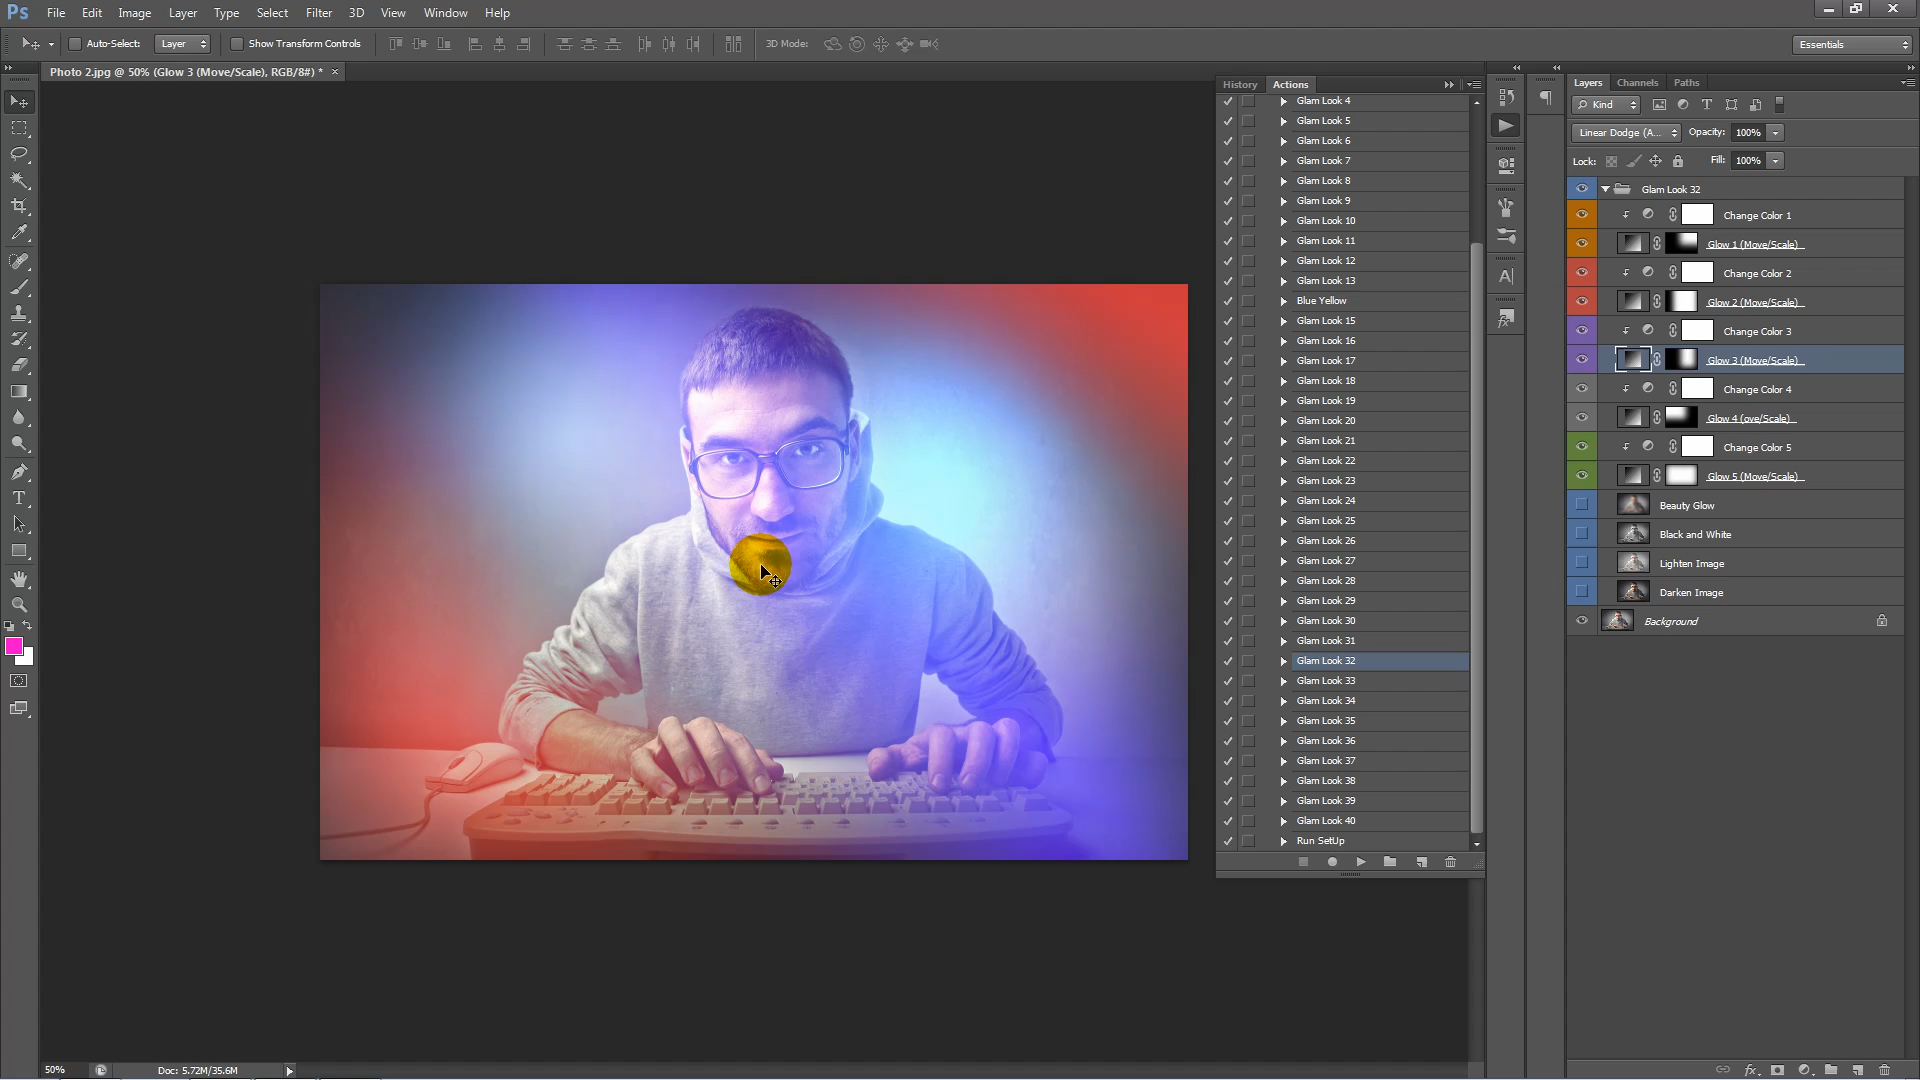 Ps File Edit Image Layer Type Select Filter 3D View Window Help
Auto-Select: Layer Show Transform Controls 3D Mode: Essentials
Photo 2.jpg @ 50% (Glow 3 (Move/Scale), RGB/8#) * ×
History Actions
Glam Look 4
Glam Look 5
Glam Look 6
Glam Look 7
Glam Look 8
Glam Look 9
Glam Look 10
Glam Look 11
Glam Look 12
Glam Look 13
Blue Yellow
Glam Look 15
Glam Look 16
Glam Look 17
Glam Look 18
Glam Look 19
Glam Look 20
Glam Look 21
Glam Look 22
Glam Look 23
Glam Look 24
Glam Look 25
Glam Look 26
Glam Look 27
Glam Look 28
Glam Look 29
Glam Look 30
Glam Look 31
Glam Look 32
Glam Look 33
Glam Look 34
Glam Look 35
Glam Look 36
Glam Look 37
Glam Look 38
Glam Look 39
Glam Look 40
Run SetUp
Layers Channels Paths
Kind
Linear Dodge (A... Opacity: 100%
Lock: Fill: 100%
Glam Look 32
Change Color 1
Glow 1 (Move/Scale)
Change Color 2
Glow 2 (Move/Scale)
Change Color 3
Glow 3 (Move/Scale)
Change Color 4
Glow 4 (ove/Scale)
Change Color 5
Glow 5 (Move/Scale)
Beauty Glow
Black and White
Lighten Image
Darken Image
Background
50% Doc: 5.72M/35.6M